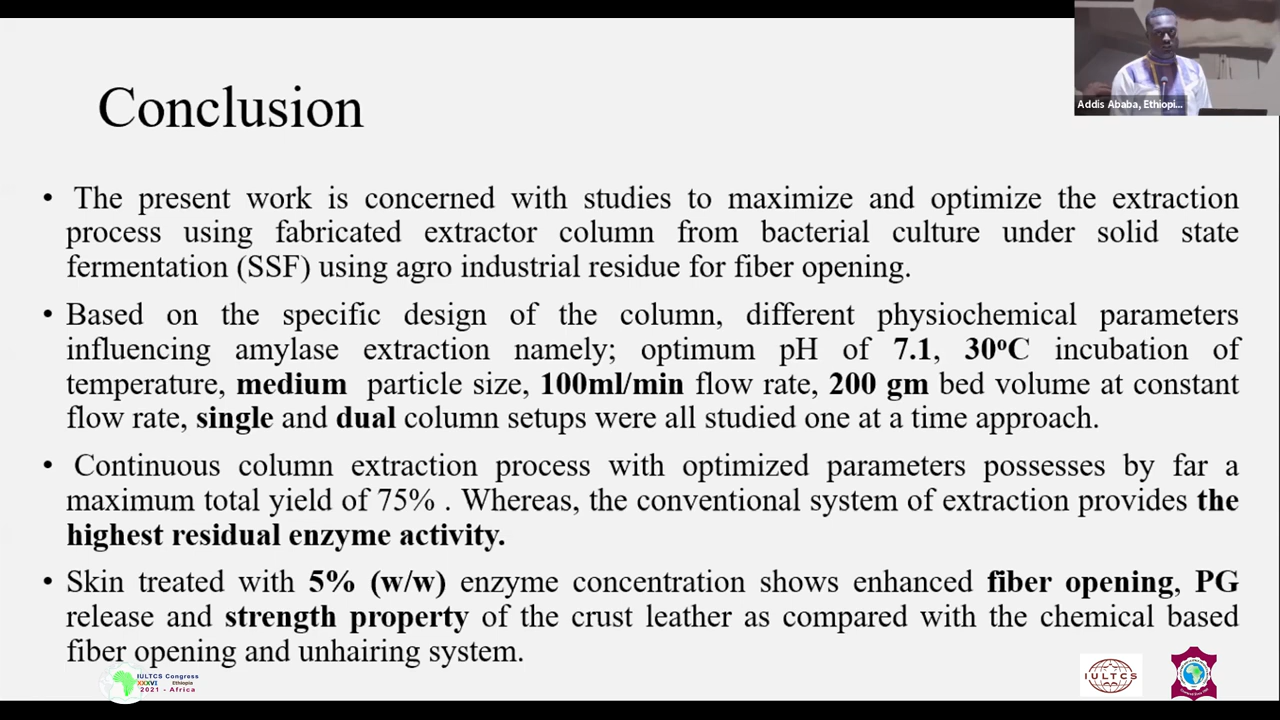 Addis Ababa, Ethiopi...
Conclusion
• The present work is concerned with studies to maximize and optimize the extraction
process using fabricated extractor column from bacterial culture under solid state
fermentation (SSF) using agro industrial residue for fiber opening.
• Based on the specific design of the column, different physiochemical parameters
influencing amylase extraction namely; optimum pH of 7.1, 30ºC incubation of
temperature, medium particle size, 100ml/min flow rate, 200 gm bed volume at constant
flow rate, single and dual column setups were all studied one at a time approach.
• Continuous column extraction process with optimized parameters possesses by far a
maximum total yield of 75% . Whereas, the conventional system of extraction provides the
highest residual enzyme activity.
• Skin treated with 5% (w/w) enzyme concentration shows enhanced fiber opening, PG
release and strength property of the crust leather as compared with the chemical based
fiber opening and unhairing system.
IULTCS Congress
XXXVI Ethiopia
2021 - Africa
IULTCS